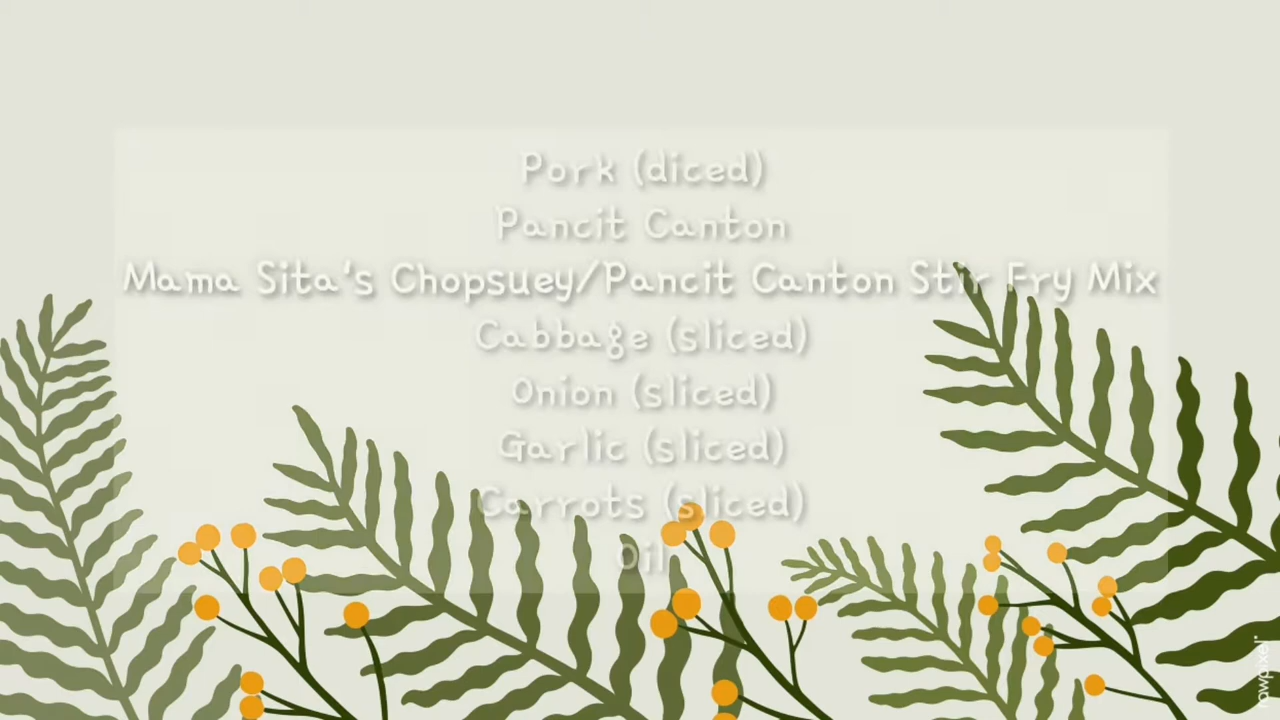 Pork (diced)
Pancit Canton
Mama Sita's Chopsuey/Pancit Canton Stir Fry Mix
Cabbage (sliced)
Onion (sliced)
Garlic (sliced)
Carrots (sliced)
Oil
rawpixel